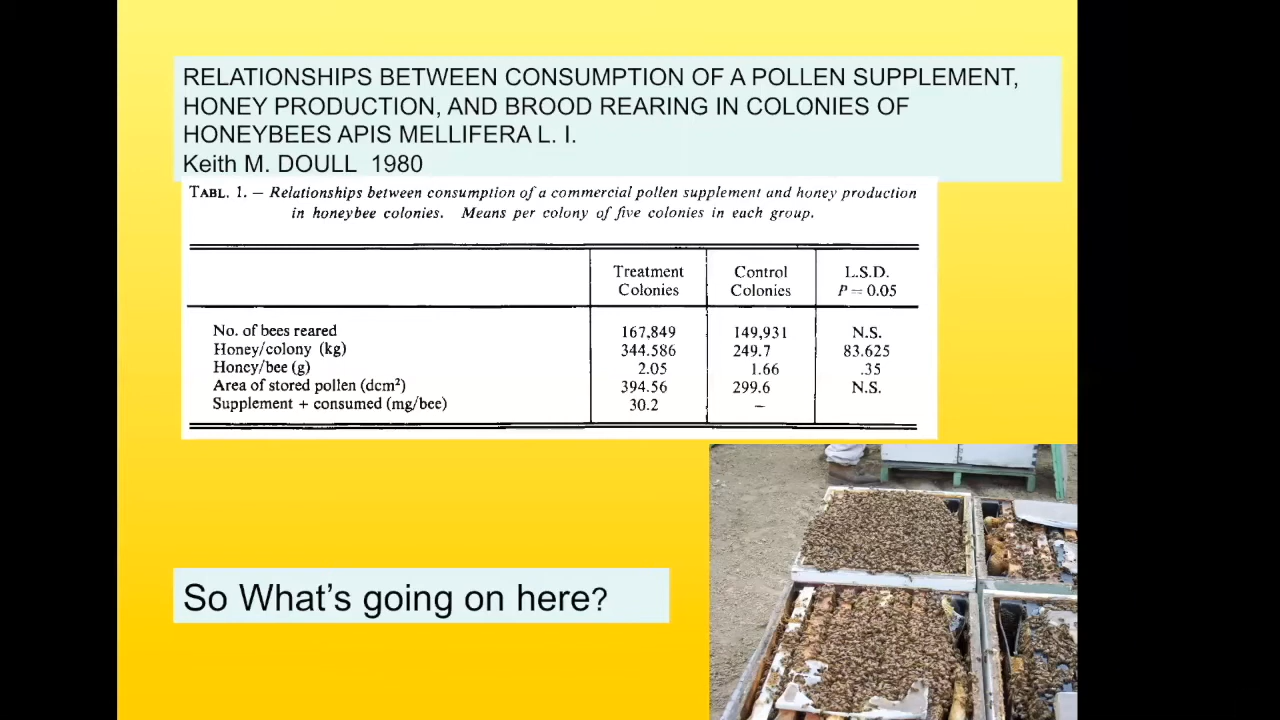 RELATIONSHIPS BETWEEN CONSUMPTION OF A POLLEN SUPPLEMENT,
HONEY PRODUCTION, AND BROOD REARING IN COLONIES OF
HONEYBEES APIS MELLIFERA L. I.
Keith M. DOULL 1980
TABL. 1. — Relationships between consumption of a commercial pollen supplement and honey production
in honeybee colonies. Means per colony of five colonies in each group.
Treatment Colonies Control Colonies L.S.D. P = 0.05
No. of bees reared 167,849 149,931 N.S.
Honey/colony (kg) 344.586 249.7 83.625
Honey/bee (g) 2.05 1.66 .35
Area of stored pollen (dcm²) 394.56 299.6 N.S.
Supplement + consumed (mg/bee) 30.2 –
So What's going on here?